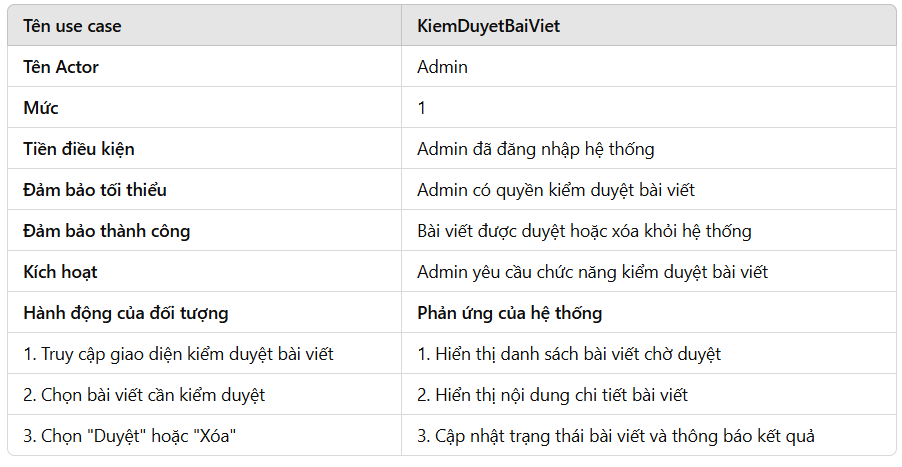 Tên use case KiemDuyetBaiViet
Tên Actor Admin
Mức 1
Tiền điều kiện Admin đã đăng nhập hệ thống
Đảm bảo tối thiểu Admin có quyền kiểm duyệt bài viết
Đảm bảo thành công Bài viết được duyệt hoặc xóa khỏi hệ thống
Kích hoạt Admin yêu cầu chức năng kiểm duyệt bài viết
Hành động của đối tượng Phản ứng của hệ thống
1. Truy cập giao diện kiểm duyệt bài viết 1. Hiển thị danh sách bài viết chờ duyệt
2. Chọn bài viết cần kiểm duyệt 2. Hiển thị nội dung chi tiết bài viết
3. Chọn "Duyệt" hoặc "Xóa" 3. Cập nhật trạng thái bài viết và thông báo kết quả